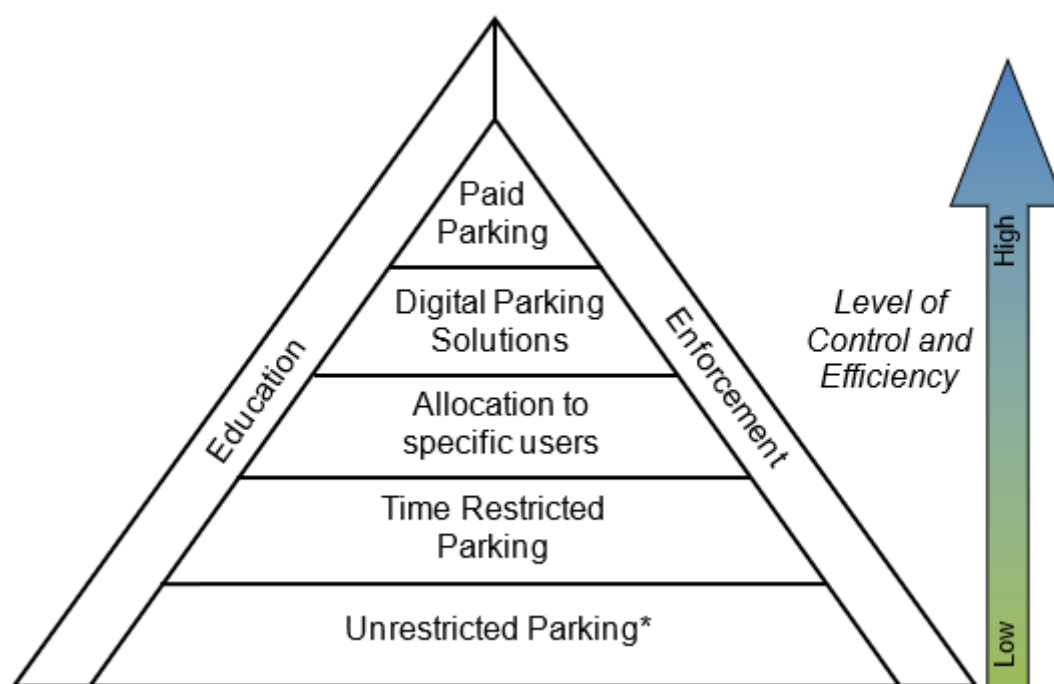 Paid
Parking
Digital Parking
Solutions
Allocation to
specific users
Time Restricted
Parking
Unrestricted Parking*
Education
Enforcement
Level of
Control and
Efficiency
High
Low